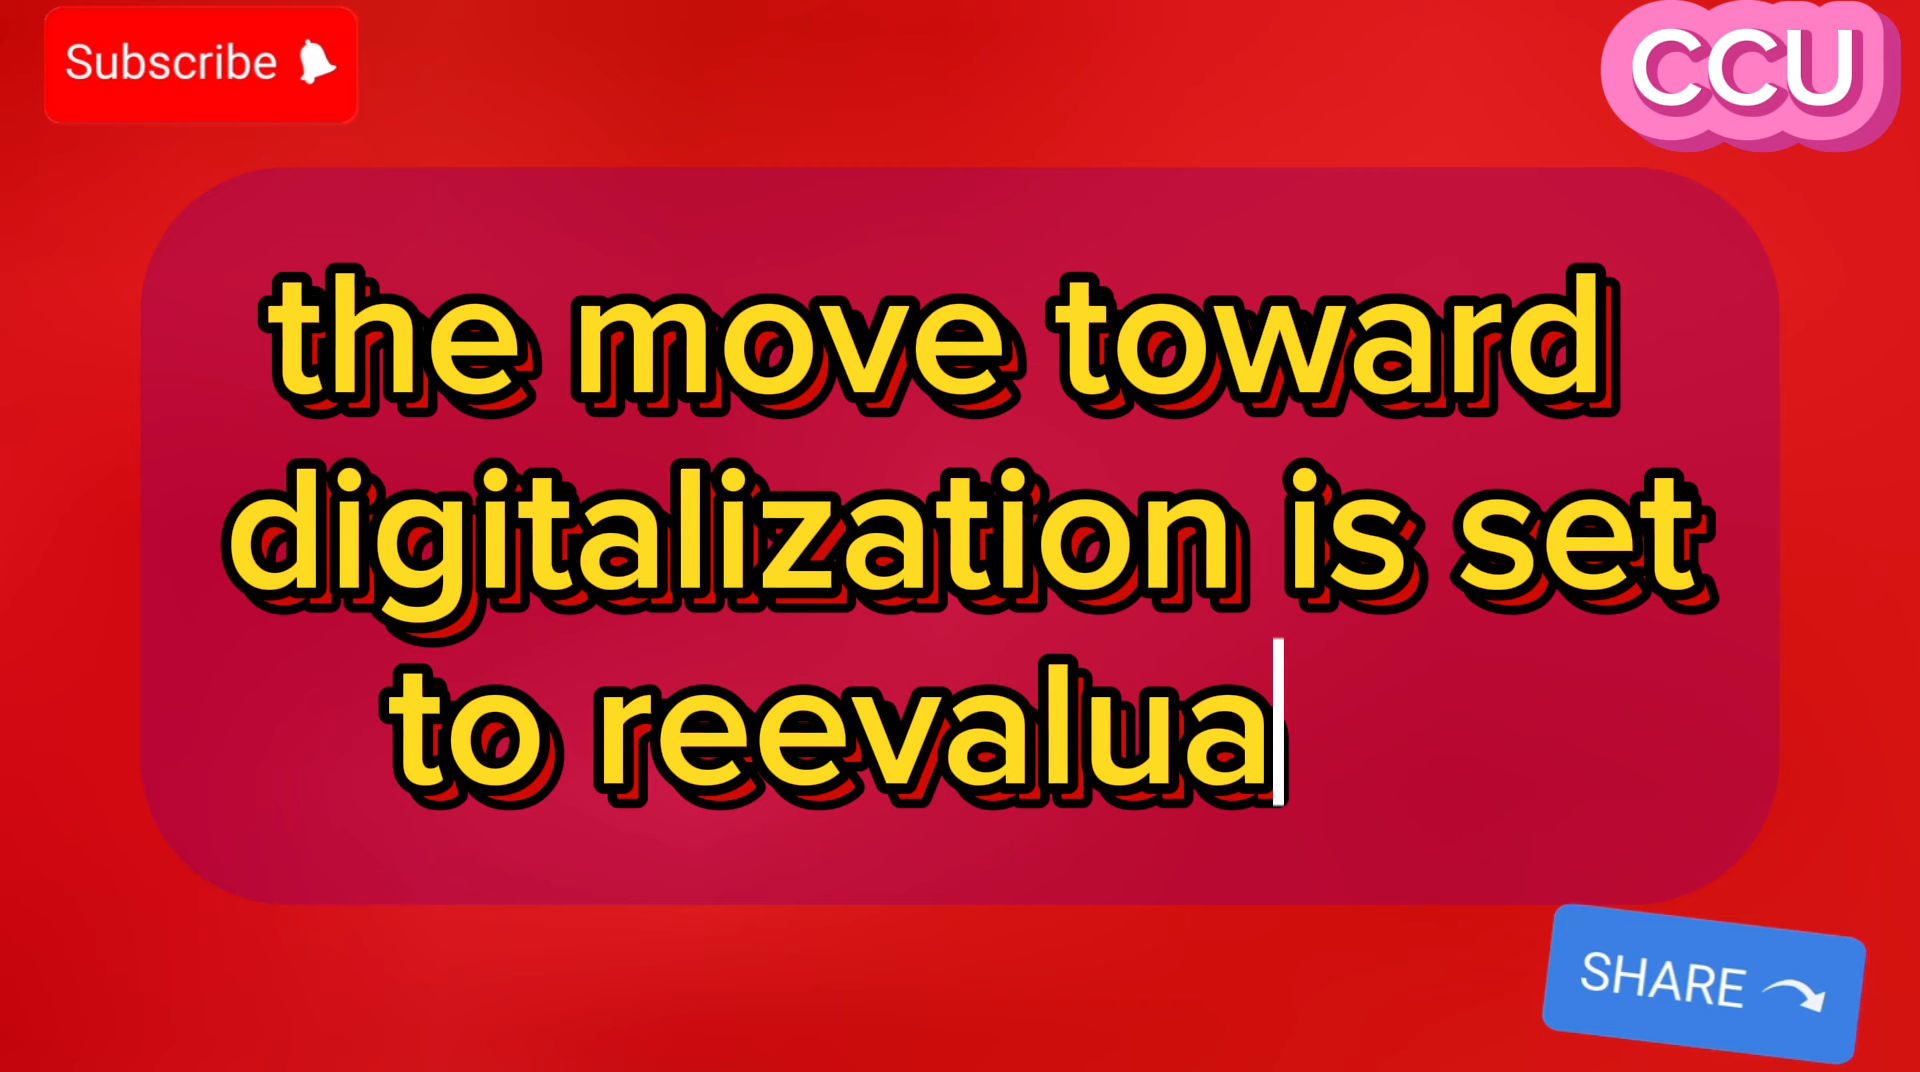 Subscribe
CCU
the move toward
digitalization is set
to reevalua
SHARE